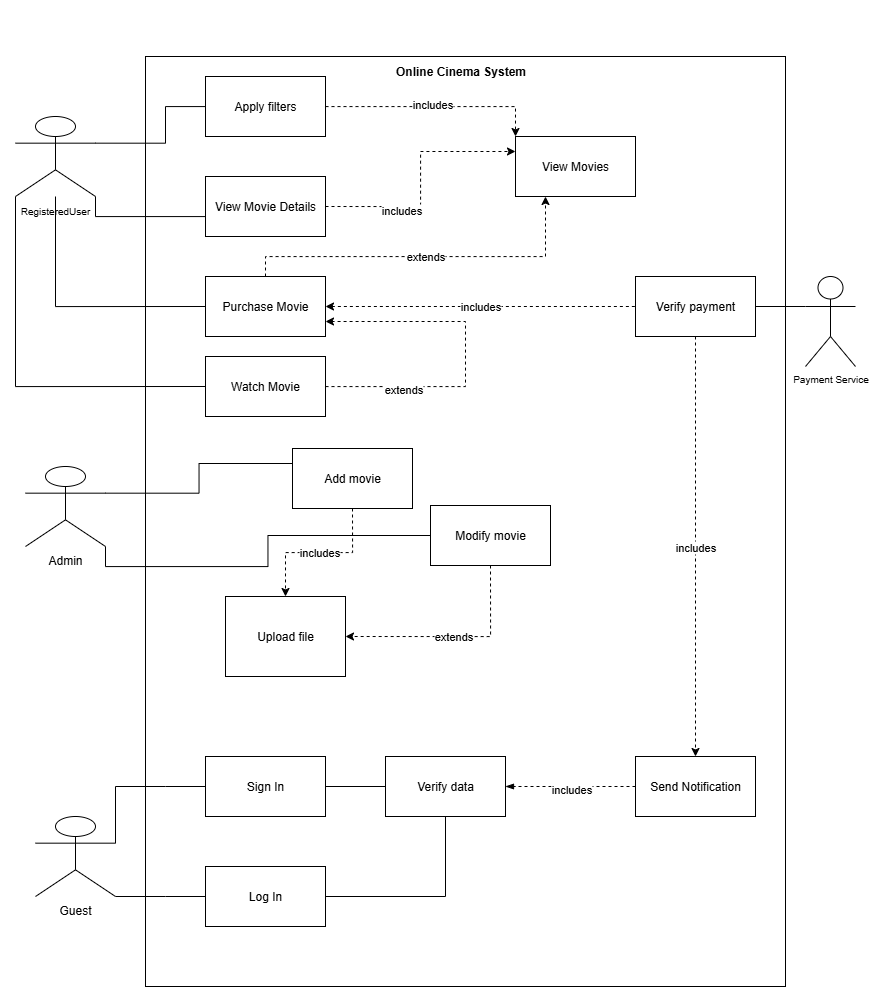 Online Cinema System
Apply filters
includes
View Movies
RegisteredUser
View Movie Details
includes
extends
Purchase Movie
includes
Verify payment
Payment Service
Watch Movie
extends
Add movie
Admin
Modify movie
includes
includes
Upload file
extends
Sign In
Verify data
includes
Send Notification
Guest
Log In